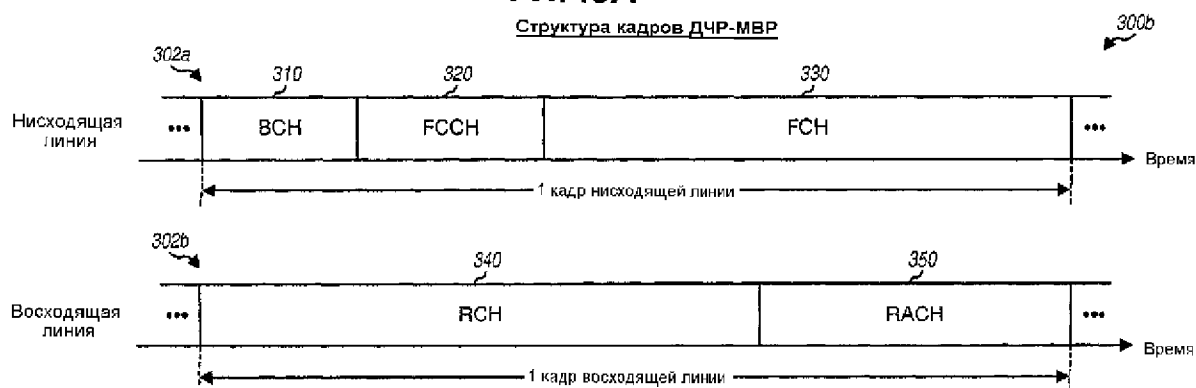 Структура кадров ДЧР-МВР
300b
302a
310
320
330
Нисходящая
линия
•••
BCH
FCCH
FCH
•••
Время
1 кадр нисходящей линии
302b
340
350
Восходящая
линия
•••
RCH
RACH
•••
Время
1 кадр восходящей линии